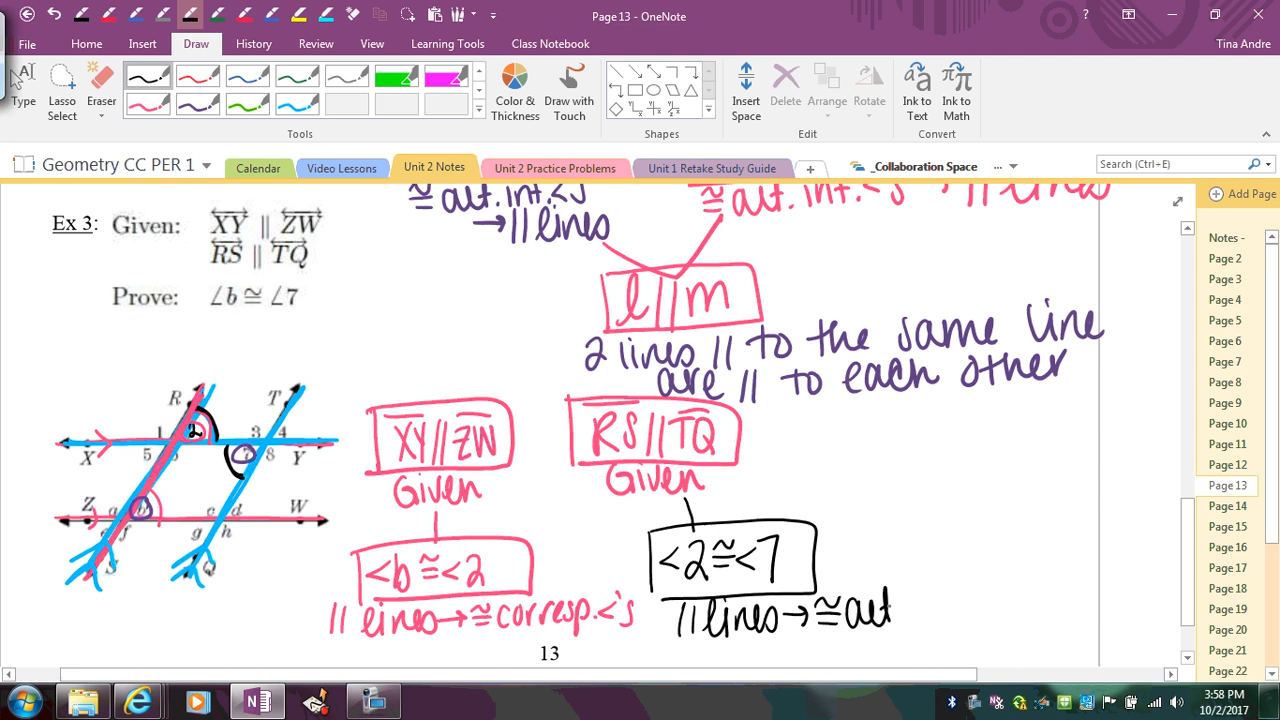 Page 13 - OneNote
?
File Home Insert Draw History Review View Learning Tools Class Notebook
Tina Andre
Type
Lasso Select
Eraser
Color & Thickness
Draw with Touch
Insert Space
Delete
Arrange
Rotate
Ink to Text
Ink to Math
Tools
Shapes
Edit
Convert
Geometry CC PER 1
Calendar
Video Lessons
Unit 2 Notes
Unit 2 Practice Problems
Unit 1 Retake Study Guide
_Collaboration Space
Search (Ctrl+E)
Add Page
≅ alt. int. <'s
→ || lines
≅ alt. int. <'s → || lines
Ex 3: Given: XY || ZW
RS || TQ
Prove: ∠b ≅ ∠7
l || m
2 lines || to the same line
are || to each other
R T
1 2 3 4
X 5 7 8 Y
Z a b c d W
e f g h
S Q
XY || ZW
Given
RS || TQ
Given
<b ≅ <2
|| lines → ≅ corresp. <'s
<2 ≅ <7
|| lines → ≅ alt
13
Notes -
Page 2
Page 3
Page 4
Page 5
Page 6
Page 7
Page 8
Page 9
Page 10
Page 11
Page 12
Page 13
Page 14
Page 15
Page 16
Page 17
Page 18
Page 19
Page 20
Page 21
Page 22
3:58 PM
10/2/2017